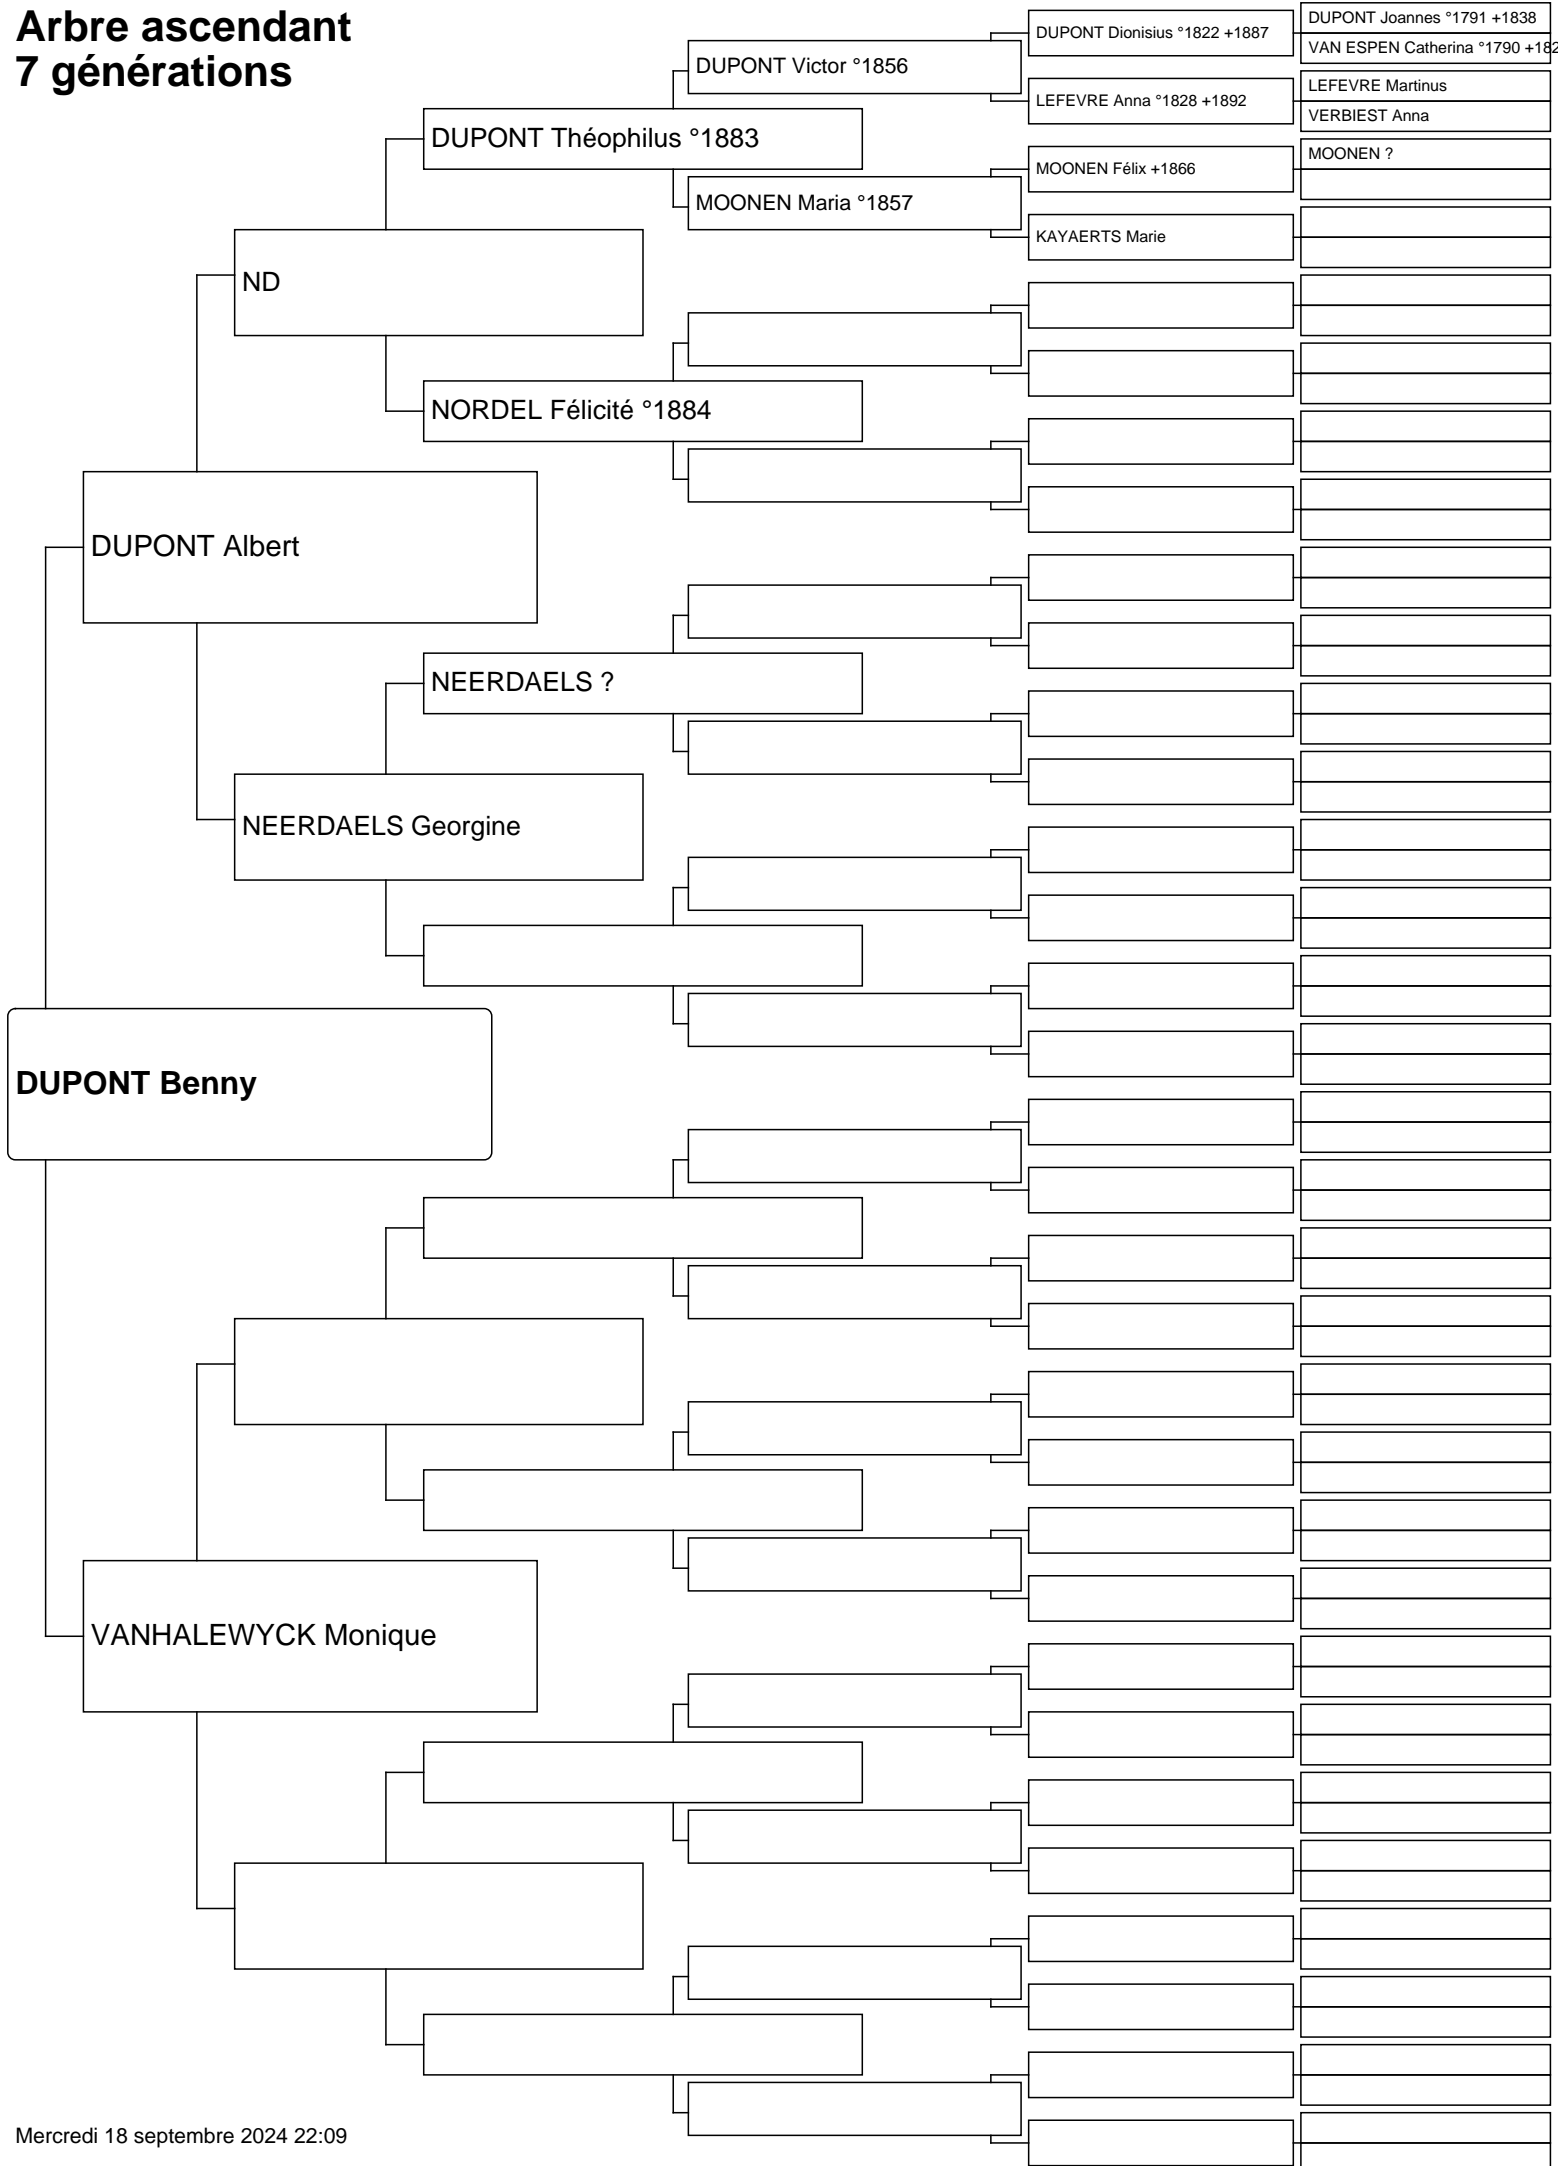 Arbre ascendant
7 générations
DUPONT Joannes °1791 +1838
DUPONT Dionisius °1822 +1887
VAN ESPEN Catherina °1790 +182
DUPONT Victor °1856
LEFEVRE Martinus
LEFEVRE Anna °1828 +1892
VERBIEST Anna
DUPONT Théophilus °1883
MOONEN ?
MOONEN Félix +1866
MOONEN Maria °1857
KAYAERTS Marie
ND
NORDEL Félicité °1884
DUPONT Albert
NEERDAELS ?
NEERDAELS Georgine
DUPONT Benny
VANHALEWYCK Monique
Mercredi 18 septembre 2024 22:09